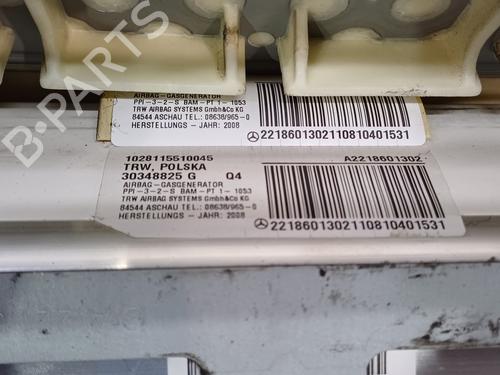 AIRBAG-GASGENERATOR
PPI-3-2-S BAM-PT 1- 1053
TRW AIRBAG SYSTEMS GmbH&Co KG
84544 ASCHAU TEL.: 08638/965-0
HERSTELLUNGS - JAHR: 2008
2218601302110810401531
1028115510045
A2218601302
TRW, POLSKA
30348825 G Q4
AIRBAG-GASGENERATOR
PPI-3-2-S BAM-PT 1- 1053
TRW AIRBAG SYSTEMS GmbH&Co KG
84544 ASCHAU TEL.: 08638/965-0
HERSTELLUNGS - JAHR: 2008
2218601302110810401531
B-Parts